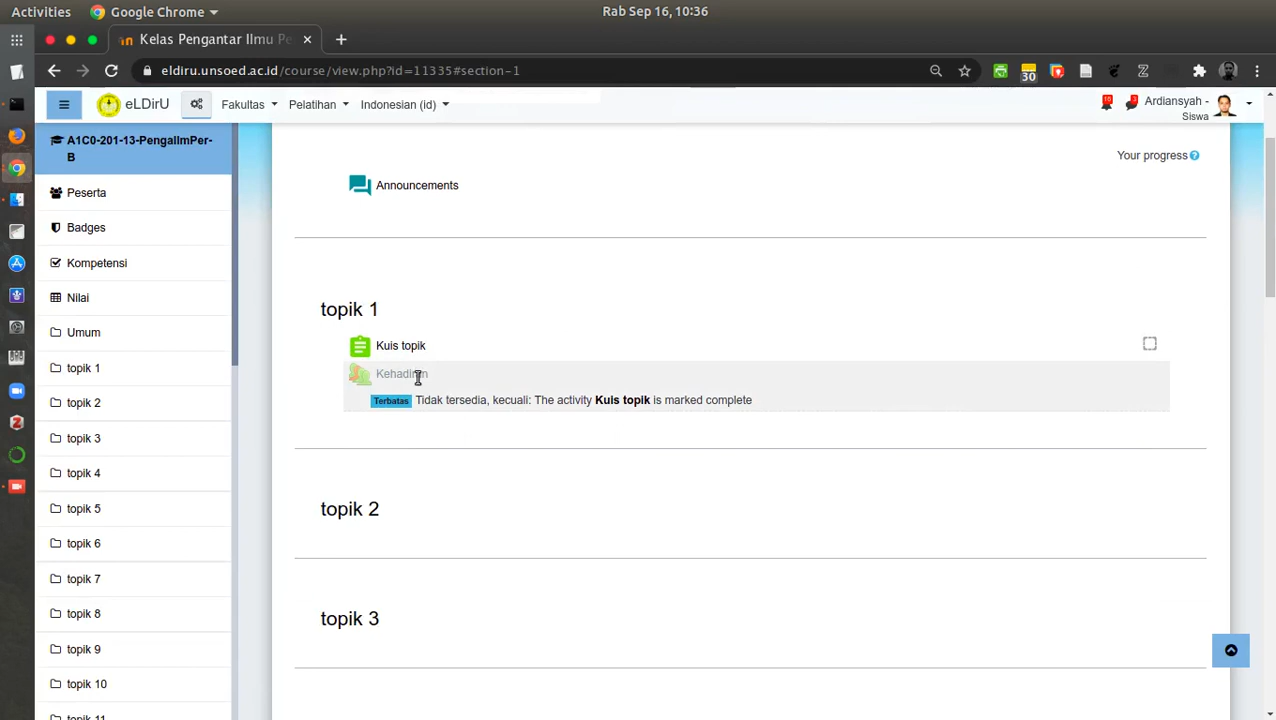 Activities
Google Chrome
Rab Sep 16, 10:36
Kelas Pengantar Ilmu Pe
eldiru.unsoed.ac.id/course/view.php?id=11335#section-1
30
eLDirU
Fakultas
Pelatihan
Indonesian (id)
Ardiansyah -
Siswa
A1C0-201-13-PengaIlmPer-
B
Peserta
Badges
Kompetensi
Nilai
Umum
topik 1
topik 2
topik 3
topik 4
topik 5
topik 6
topik 7
topik 8
topik 9
topik 10
topik 11
Your progress
Announcements
topik 1
Kuis topik
Kehadiran
Terbatas Tidak tersedia, kecuali: The activity Kuis topik is marked complete
topik 2
topik 3